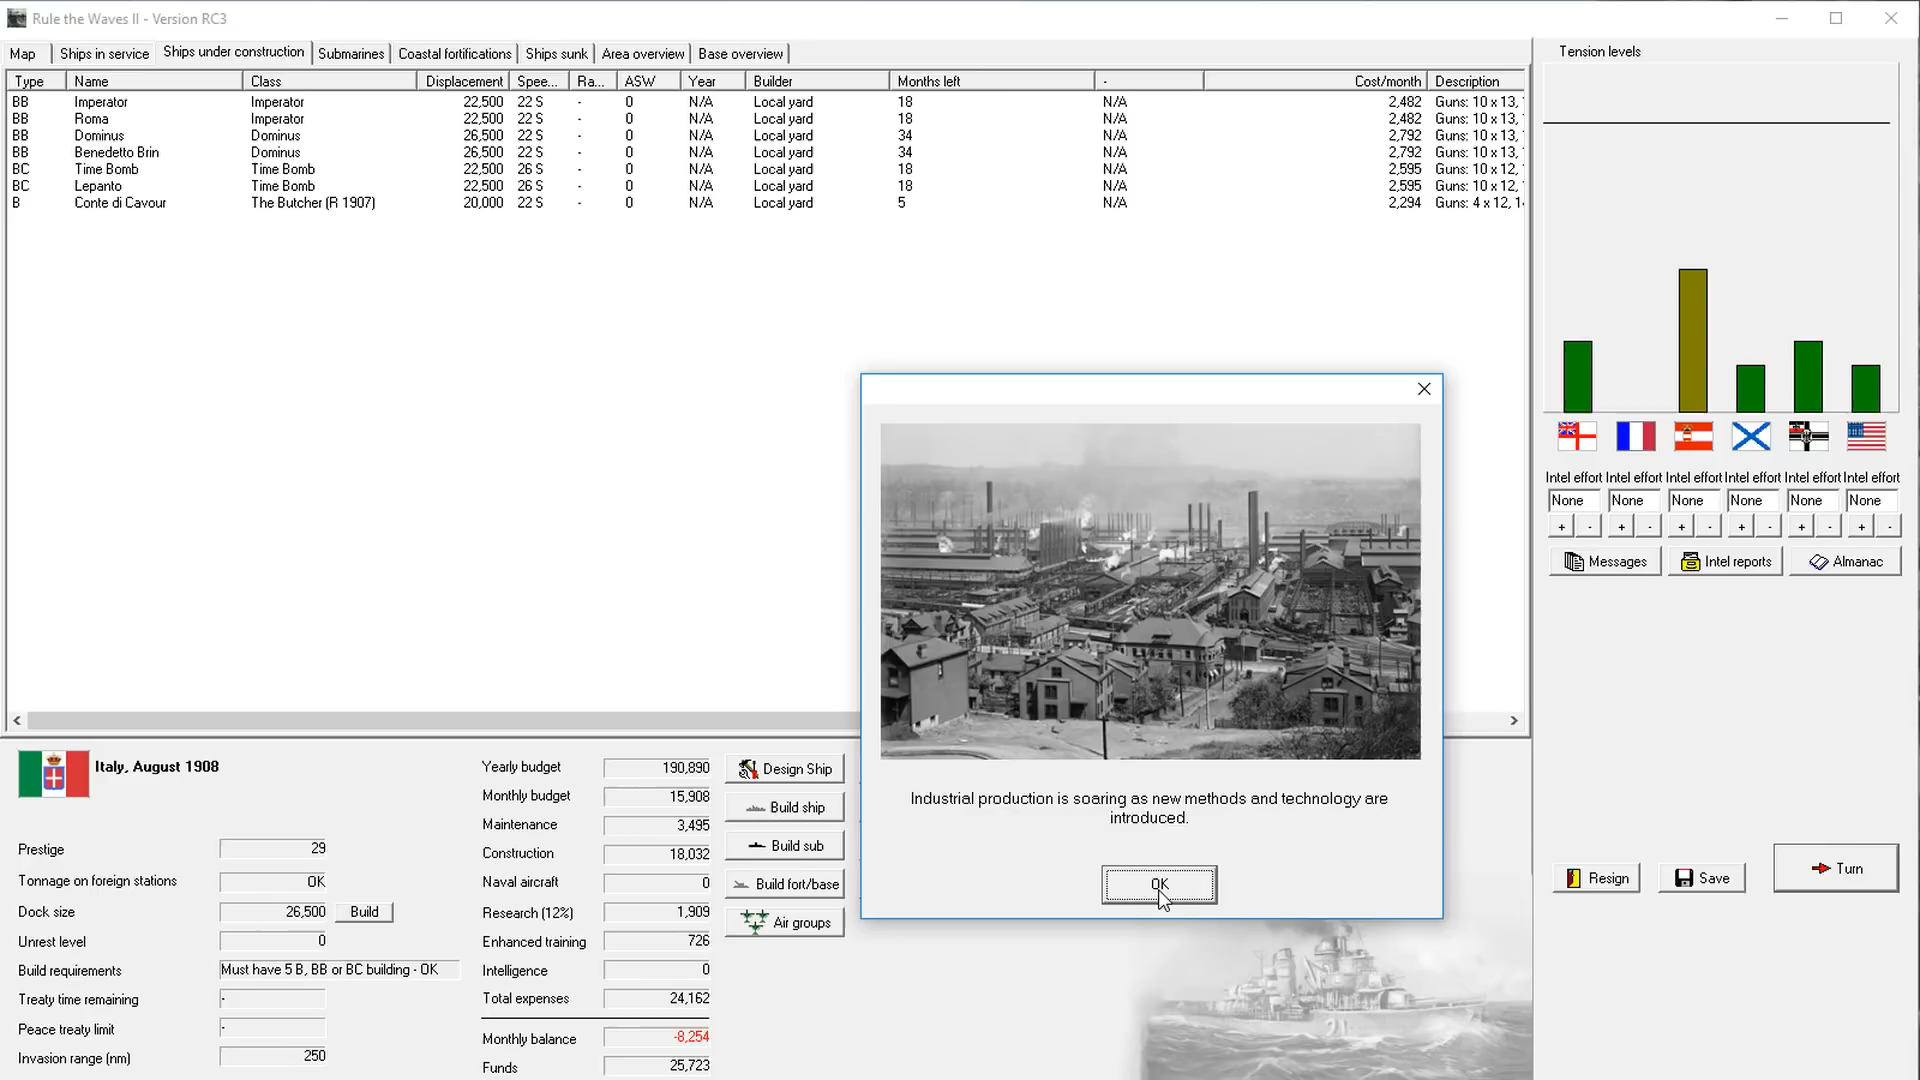 Rule the Waves II - Version RC3
Map Ships in service Ships under construction Submarines Coastal fortifications Ships sunk Area overview Base overview
Tension levels
Type Name Class Displacement Spee... Ra... ASW Year Builder Months left - Cost/month Description
BB Imperator Imperator 22,500 22 S - 0 N/A Local yard 18 N/A 2,482 Guns: 10 x 13,
BB Roma Imperator 22,500 22 S - 0 N/A Local yard 18 N/A 2,482 Guns: 10 x 13,
BB Dominus Dominus 26,500 22 S - 0 N/A Local yard 34 N/A 2,792 Guns: 10 x 13,
BB Benedetto Brin Dominus 26,500 22 S - 0 N/A Local yard 34 N/A 2,792 Guns: 10 x 13,
BC Time Bomb Time Bomb 22,500 26 S - 0 N/A Local yard 18 N/A 2,595 Guns: 10 x 12,
BC Lepanto Time Bomb 22,500 26 S - 0 N/A Local yard 18 N/A 2,595 Guns: 10 x 12,
B Conte di Cavour The Butcher (R 1907) 20,000 22 S - 0 N/A Local yard 5 N/A 2,294 Guns: 4 x 12,
Intel effort Intel effort Intel effort Intel effort Intel effort Intel effort
None None None None None None
+ - + - + - + - + - + -
Messages Intel reports Almanac
Industrial production is soaring as new methods and technology are
introduced.
OK
Italy, August 1908
Prestige 29
Tonnage on foreign stations OK
Dock size 26,500 Build
Unrest level 0
Build requirements Must have 5 B, BB or BC building - OK
Treaty time remaining -
Peace treaty limit -
Invasion range (nm) 250
Yearly budget 190,890
Monthly budget 15,908
Maintenance 3,495
Construction 18,032
Naval aircraft 0
Research (12%) 1,909
Enhanced training 726
Intelligence 0
Total expenses 24,162
Monthly balance -8,254
Funds 25,723
Design Ship
Build ship
Build sub
Build fort/base
Air groups
Resign Save Turn